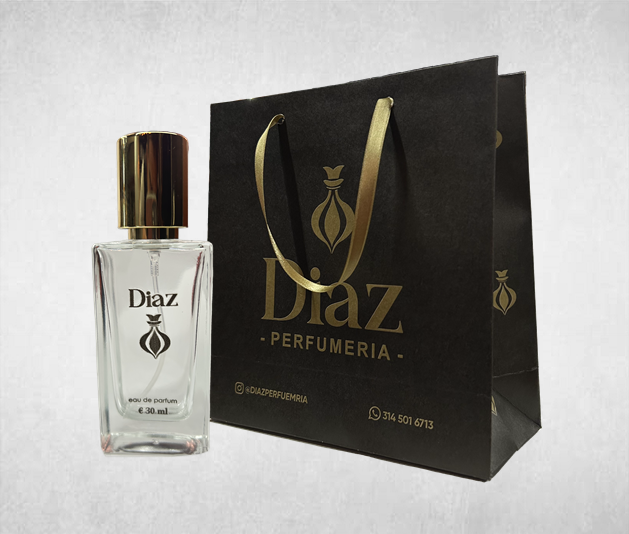 Diaz
eau de parfum
€ 30 ml
Diaz
- PERFUMERIA -
@DIAZPERFUEMRIA
314 501 6713